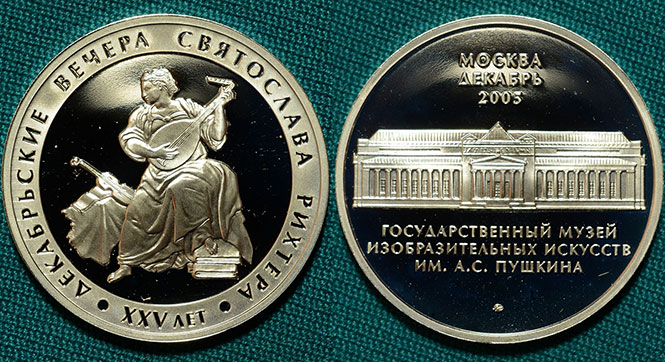 ДЕКАБРЬСКИЕ ВЕЧЕРА СВЯТОСЛАВА РИХТЕРА
XXV ЛЕТ
МОСКВА
ДЕКАБРЬ
2005
ГОСУДАРСТВЕННЫЙ МУЗЕЙ
ИЗОБРАЗИТЕЛЬНЫХ ИСКУССТВ
ИМ. А.С. ПУШКИНА